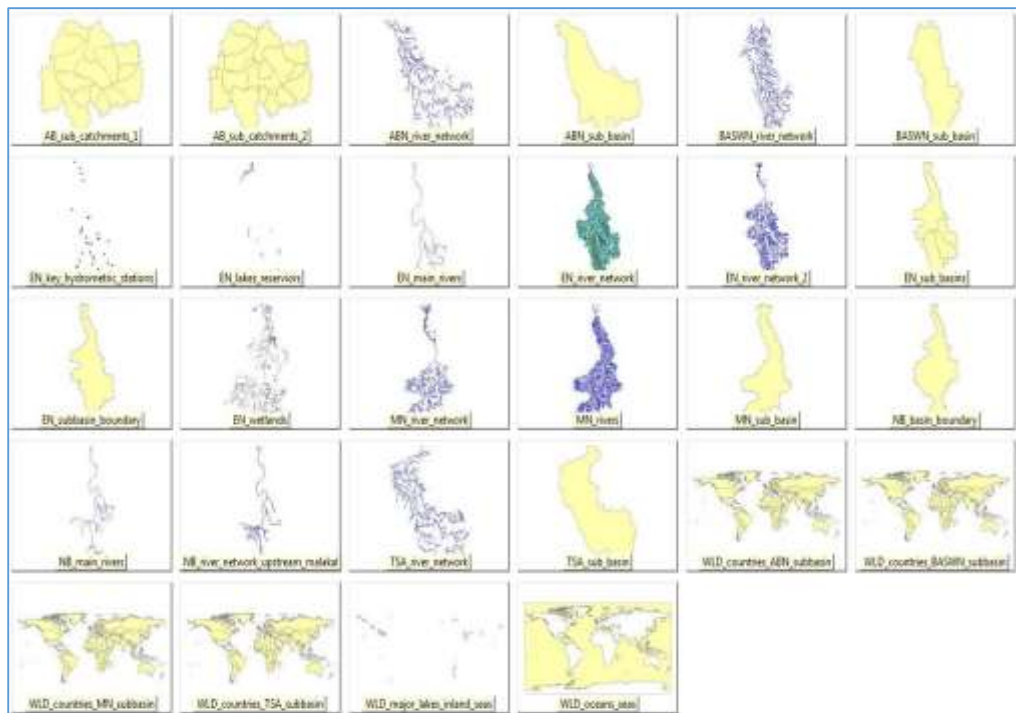 AB_sub_catchments_1
AB_sub_catchments_2
ABN_river_network
ABN_sub_basin
BASWN_river_network
BASWN_sub_basin
EN_key_hydrometric_stations
EN_lakes_reserviors
EN_main_rivers
EN_river_network
EN_river_network_2
EN_sub_basins
EN_subbasin_boundary
EN_wetlands
MN_river_network
MN_rivers
MN_sub_basin
NB_basin_boundary
NB_main_rivers
NB_river_network_upstream_malakal
TSA_river_network
TSA_sub_basin
WLD_countries_ABN_subbasin
WLD_countries_BASWN_subbasin
WLD_countries_MN_subbasin
WLD_countries_TSA_subbasin
WLD_major_lakes_inland_seas
WLD_oceans_seas